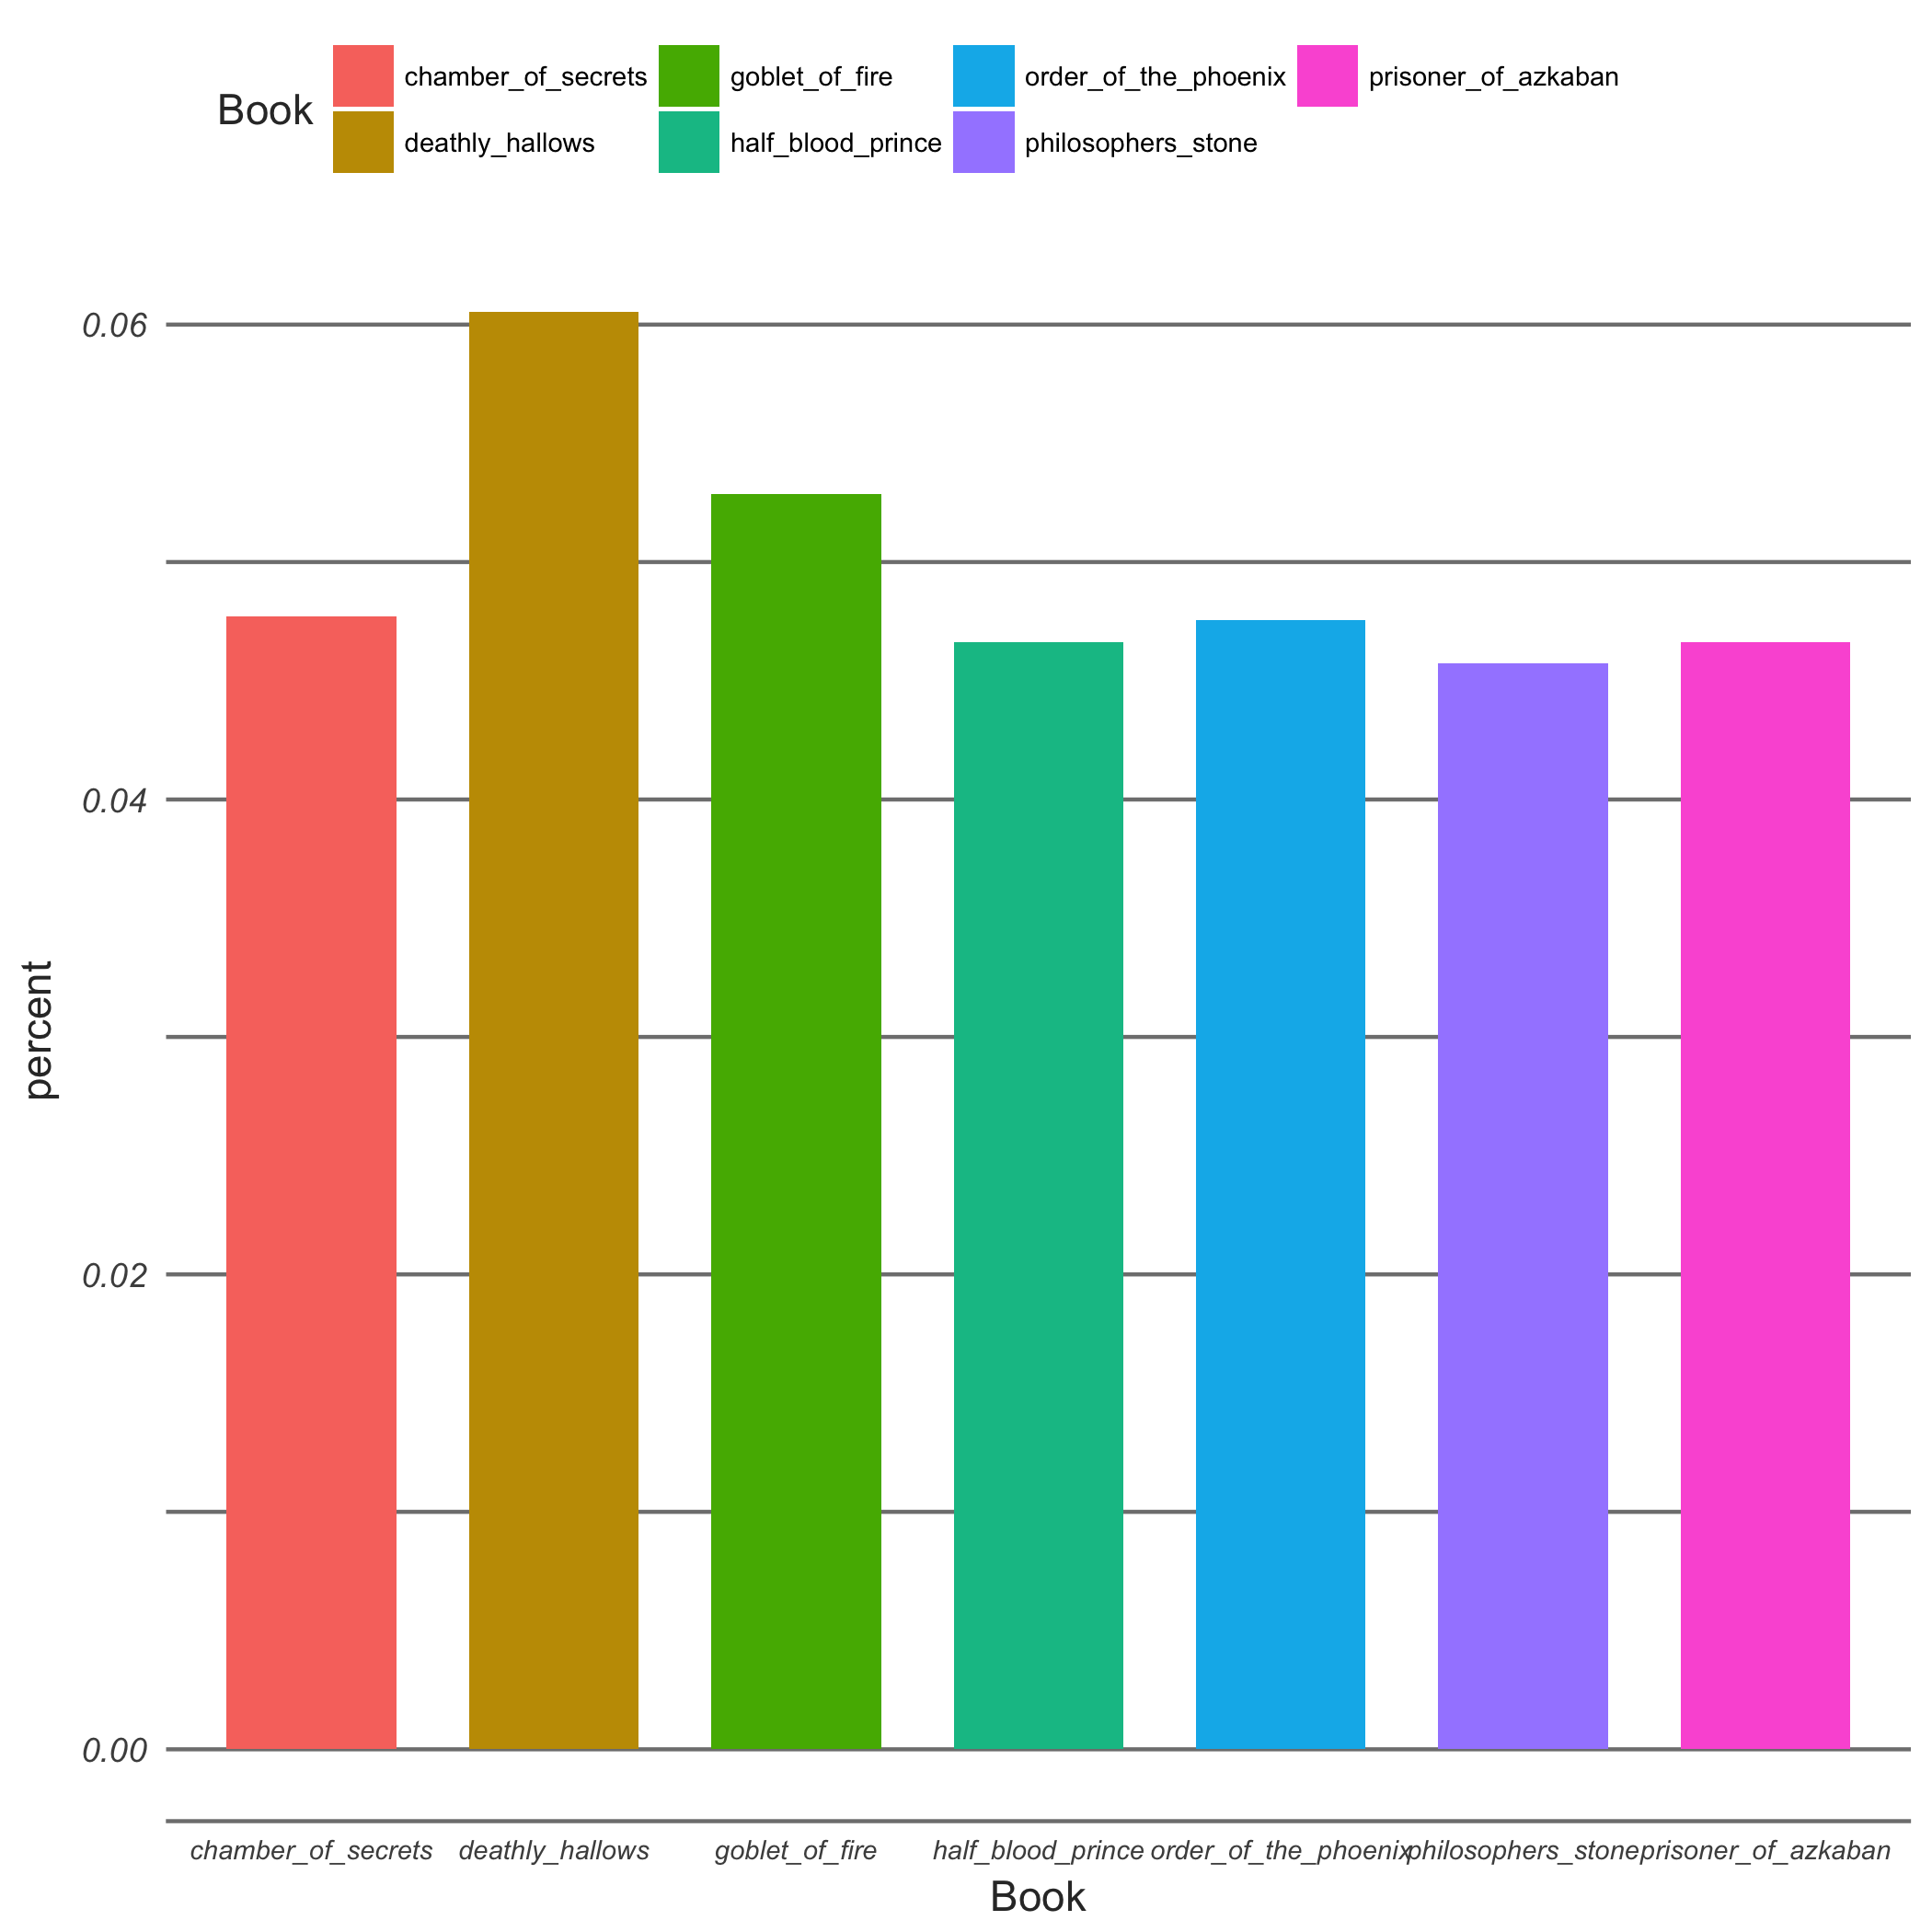 Book
chamber_of_secrets goblet_of_fire order_of_the_phoenix prisoner_of_azkaban
deathly_hallows half_blood_prince philosophers_stone
0.06
0.04
0.02
0.00
percent
chamber_of_secrets deathly_hallows goblet_of_fire half_blood_prince order_of_the_phoenix philosophers_stone prisoner_of_azkaban
Book